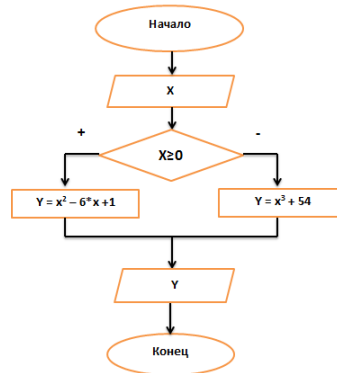 Начало
X
+
-
X≥0
Y = x² – 6*x +1
Y = x³ + 54
Y
Конец